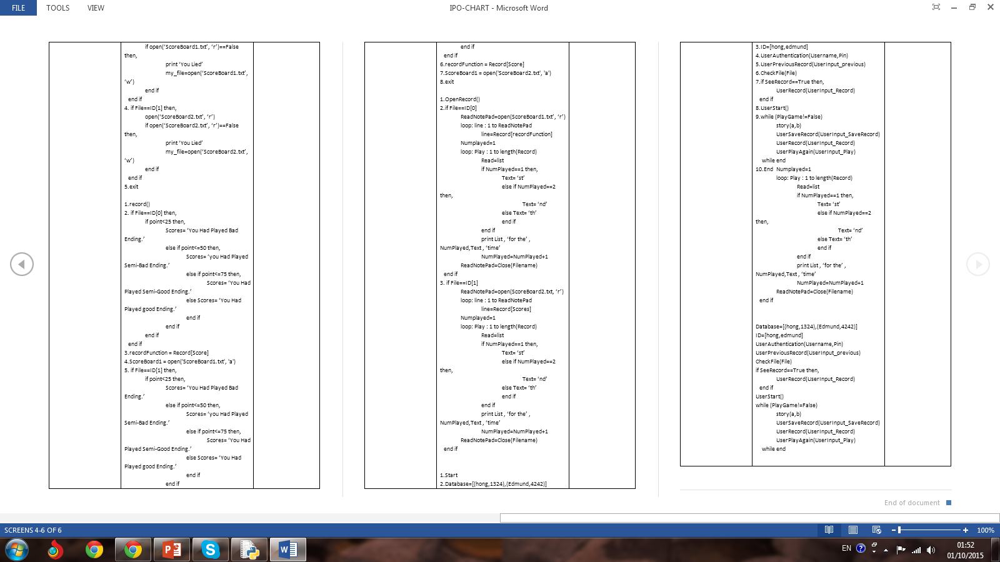 FILE TOOLS VIEW
IPO-CHART - Microsoft Word
if open(‘ScoreBoard1.txt’, ‘r’)==False
then,
print ‘You Lied’
my_file=open(‘ScoreBoard1.txt’,
‘w’)
end if
end if
4. if File==ID[1] then,
open(‘ScoreBoard2.txt’, ‘r’)
if open(‘ScoreBoard2.txt’, ‘r’)==False
then,
print ‘You Lied’
my_file=open(‘ScoreBoard2.txt’,
‘w’)
end if
end if
5.exit
1.record()
2. if File==ID[0] then,
if point<25 then,
Scores= ‘You Had Played Bad
Ending.’
else if point<=50 then,
Scores= ‘you Had Played
Semi-Bad Ending.’
else if point<=75 then,
Scores= ‘You Had
Played Semi-Good Ending.’
else Scores= ‘You Had
Played good Ending.’
end if
end if
end if
end if
3.recordFunction = Record[Score]
4.ScoreBoard1 = open('ScoreBoard1.txt', 'a')
5. if File==ID[1] then,
if point<25 then,
Scores= ‘You Had Played Bad
Ending.’
else if point<=50 then,
Scores= ‘you Had Played
Semi-Bad Ending.’
else if point<=75 then,
Scores= ‘You Had
Played Semi-Good Ending.’
else Scores= ‘You Had
Played good Ending.’
end if
end if
end if
end if
6.recordFunction = Record[Score]
7.ScoreBoard1 = open('ScoreBoard2.txt', 'a')
8.exit
1.OpenRecord()
2.if File==ID[0]
ReadNotePad=open(ScoreBoard1.txt’, ‘r’)
loop: line : 1 to ReadNotePad
line=Record[recordFunction]
Numplayed=1
loop: Play : 1 to length(Record)
Read=list
if NumPlayed==1 then,
Text= ‘st’
else if NumPlayed==2
then,
Text= ‘nd’
else Text= ‘th’
end if
end if
print List , ‘for the’ ,
NumPlayed,Text , ‘time’
NumPlayed=NumPlayed+1
ReadNotePad=Close(Filename)
end if
3. if File==ID[1]
ReadNotePad=open(ScoreBoard2.txt, ‘r’)
loop: line : 1 to ReadNotePad
line=Record[Scores]
Numplayed=1
loop: Play : 1 to length(Record)
Read=list
if NumPlayed==1 then,
Text= ‘st’
else if NumPlayed==2
then,
Text= ‘nd’
else Text= ‘th’
end if
end if
print List , ‘for the’ ,
NumPlayed,Text , ‘time’
NumPlayed=NumPlayed+1
ReadNotePad=Close(Filename)
end if
1.Start
2.Database=[(hong,1324),(Edmund,4242)]
3.ID=[hong,edmund]
4.UserAuthentication(Username,Pin)
5.UserPreviousRecord(UserInput_previous)
6.CheckFile(File)
7.if SeeRecord==True then,
UserRecord(UserInput_Record)
end if
8.UserStart()
9.while (PlayGame!=False)
story(a,b)
UserSaveRecord(UserInput_SaveRecord)
UserRecord(UserInput_Record)
UserPlayAgain(UserInput_Play)
while end
10.End Numplayed=1
loop: Play : 1 to length(Record)
Read=list
if NumPlayed==1 then,
Text= ‘st’
else if NumPlayed==2
then,
Text= ‘nd’
else Text= ‘th’
end if
end if
print List , ‘for the’ ,
NumPlayed,Text , ‘time’
NumPlayed=NumPlayed+1
ReadNotePad=Close(Filename)
end if
Database=[(hong,1324),(Edmund,4242)]
ID=[hong,edmund]
UserAuthentication(Username,Pin)
UserPreviousRecord(UserInput_previous)
CheckFile(File)
if SeeRecord==True then,
UserRecord(UserInput_Record)
end if
UserStart()
while (PlayGame!=False)
story(a,b)
UserSaveRecord(UserInput_SaveRecord)
UserRecord(UserInput_Record)
UserPlayAgain(UserInput_Play)
while end
End of document
SCREENS 4-6 OF 6
100%
EN
01:52
01/10/2015